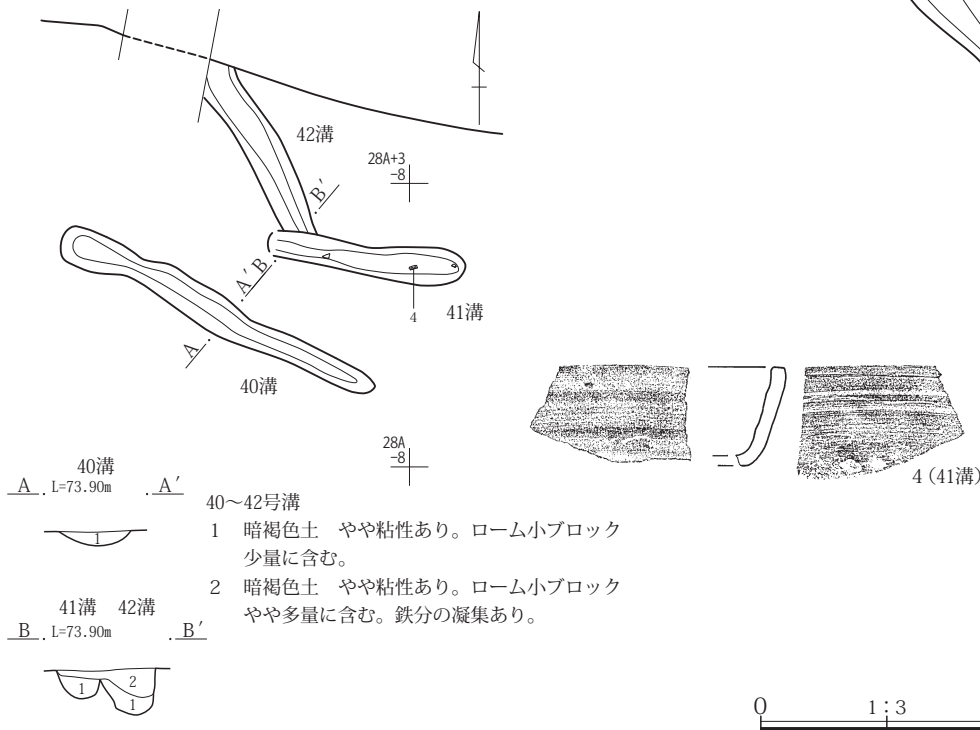 42溝
28A+3
-8
B′
A′ B
4
41溝
A
40溝
28A
-8
4（41溝）
40溝
A . L=73.90m . A′
1
41溝 42溝
B . L=73.90m . B′
1
2
1
40～42号溝
1 暗褐色土 やや粘性あり。ローム小ブロック
少量に含む。
2 暗褐色土 やや粘性あり。ローム小ブロック
やや多量に含む。鉄分の凝集あり。
0 1：3